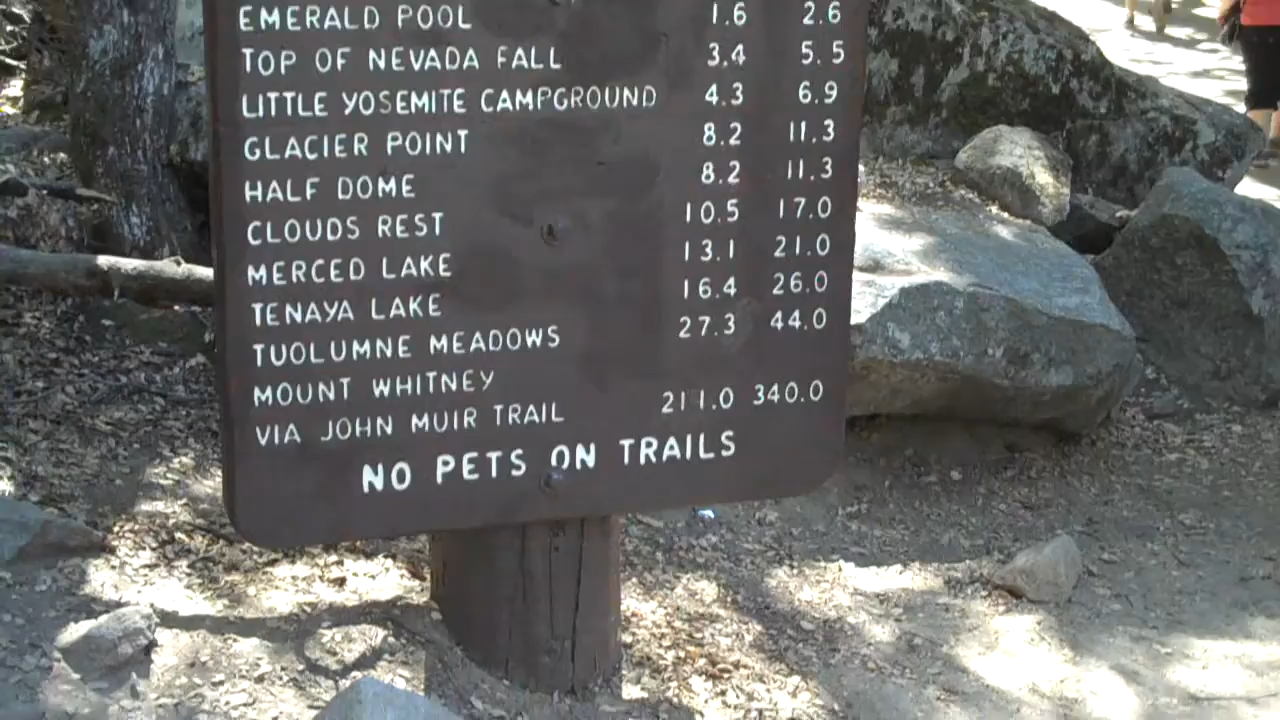 EMERALD POOL 1.6 2.6
TOP OF NEVADA FALL 3.4 5.5
LITTLE YOSEMITE CAMPGROUND 4.3 6.9
GLACIER POINT 8.2 11.3
HALF DOME 8.2 11.3
CLOUDS REST 10.5 17.0
MERCED LAKE 13.1 21.0
TENAYA LAKE 16.4 26.0
TUOLUMNE MEADOWS 27.3 44.0
MOUNT WHITNEY
VIA JOHN MUIR TRAIL 211.0 340.0
NO PETS ON TRAILS